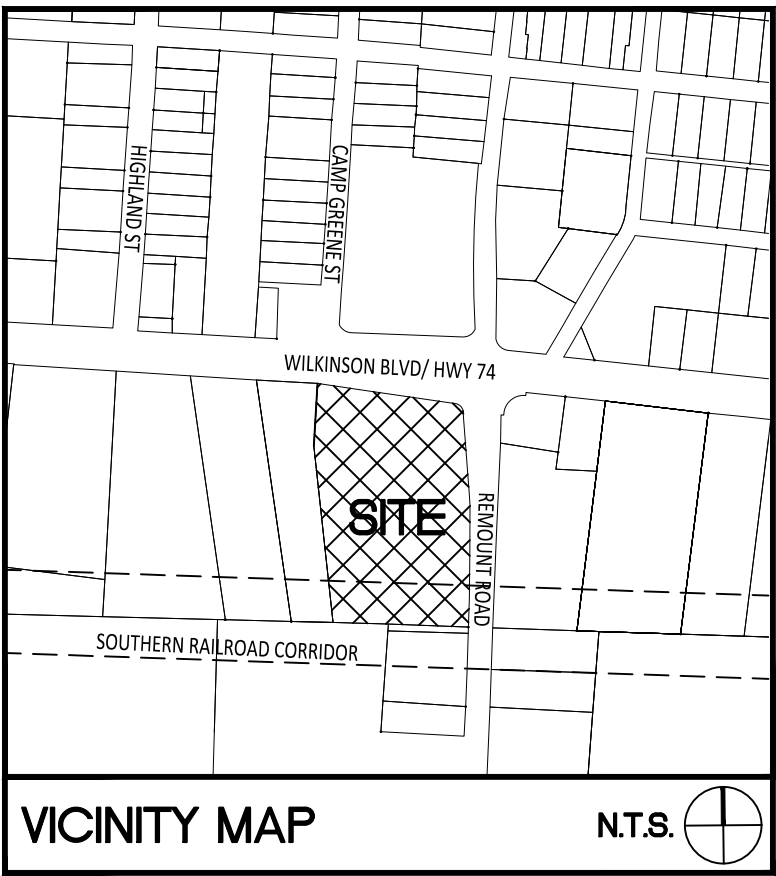 HIGHLAND ST
CAMP GREENE ST
WILKINSON BLVD/ HWY 74
SITE
REMOUNT ROAD
SOUTHERN RAILROAD CORRIDOR
VICINITY MAP
N.T.S.